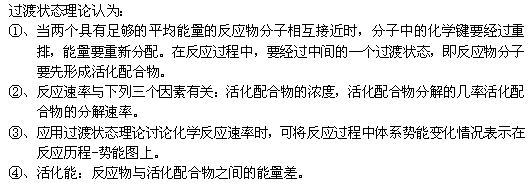 过渡状态理论认为：
①、当两个具有足够的平均能量的反应物分子相互接近时，分子中的化学键要经过重
排，能量要重新分配。在反应过程中，要经过中间的一个过渡状态，即反应物分子
要先形成活化配合物。
②、反应速率与下列三个因素有关：活化配合物的浓度，活化配合物分解的几率活化配
合物的分解速率。
③、应用过渡状态理论讨论化学反应速率时，可将反应过程中体系势能变化情况表示在
反应历程-势能图上。
④、活化能：反应物与活化配合物之间的能量差。